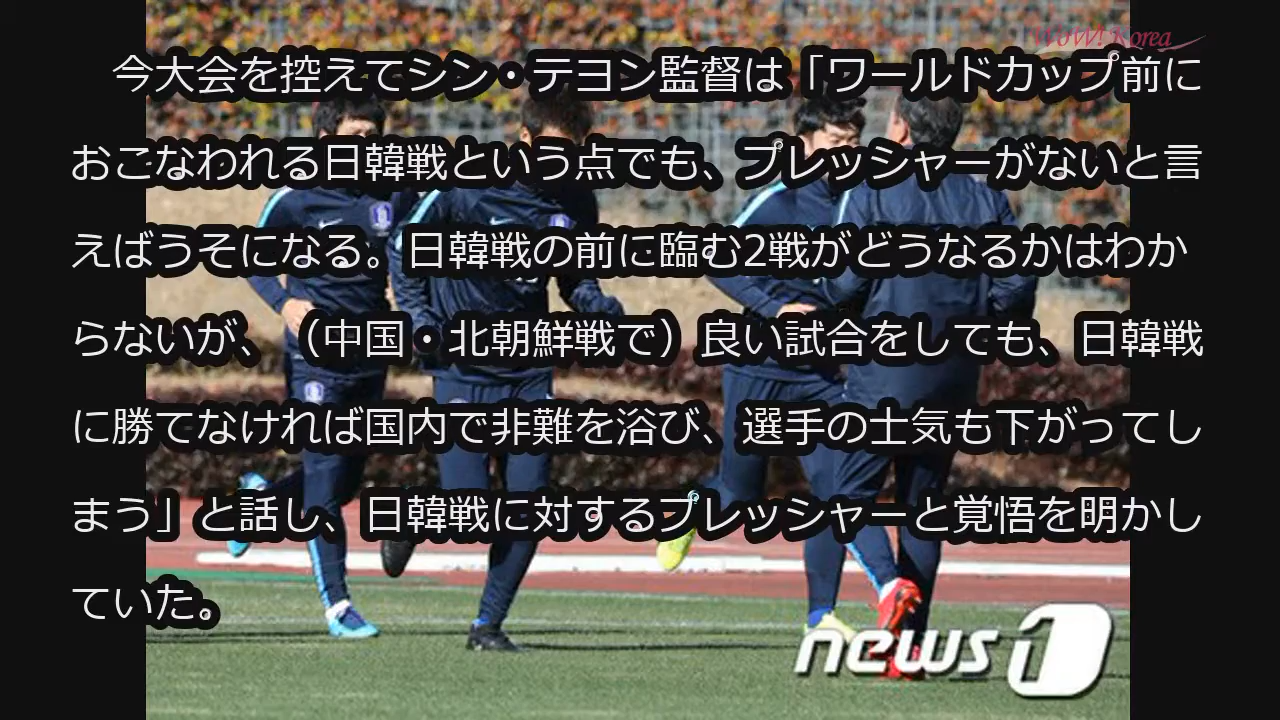 WoW! Korea
今大会を控えてシン・テヨン監督は「ワールドカップ前に
おこなわれる日韓戦という点でも、プレッシャーがないと言
えばうそになる。日韓戦の前に臨む2戦がどうなるかはわか
らないが、（中国・北朝鮮戦で）良い試合をしても、日韓戦
に勝てなければ国内で非難を浴び、選手の士気も下がってし
まう」と話し、日韓戦に対するプレッシャーと覚悟を明かし
ていた。
news1